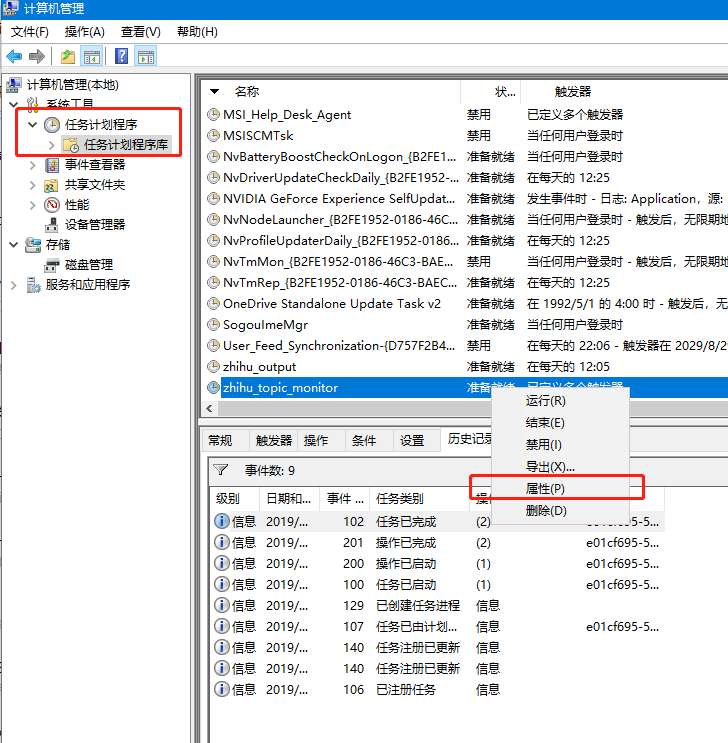 计算机管理
文件(F) 操作(A) 查看(V) 帮助(H)
计算机管理(本地)
系统工具
任务计划程序
任务计划程序库
事件查看器
共享文件夹
性能
设备管理器
存储
磁盘管理
服务和应用程序
名称 状... 触发器
MSI_Help_Desk_Agent 禁用 已定义多个触发器
MSISCMTsk 禁用 当任何用户登录时
NvBatteryBoostCheckOnLogon_{B2FE1... 准备就绪 当任何用户登录时
NvDriverUpdateCheckDaily_{B2FE1952-... 准备就绪 在每天的 12:25
NVIDIA GeForce Experience SelfUpdat... 准备就绪 发生事件时 - 日志: Application，源:
NvNodeLauncher_{B2FE1952-0186-46C... 准备就绪 当任何用户登录时 - 触发后，无限期地
NvProfileUpdaterDaily_{B2FE1952-0186... 准备就绪 在每天的 12:25
NvTmMon_{B2FE1952-0186-46C3-BAE... 准备就绪 当任何用户登录时 - 触发后，无限期
NvTmRep_{B2FE1952-0186-46C3-BAEC... 准备就绪 在每天的 12:25
OneDrive Standalone Update Task v2 准备就绪 在 1992/5/1 的 4:00 时 - 触发后，无
SogouImeMgr 准备就绪 当任何用户登录时
User_Feed_Synchronization-{D757F2B4... 禁用 在每天的 22:06 - 触发器在 2029/8/2
zhihu_output 准备就绪 在每天的 12:05
zhihu_topic_monitor 准备就绪 已定义多个触发器
运行(R)
结束(E)
禁用(I)
导出(X)...
属性(P)
删除(D)
常规 触发器 操作 条件 设置 历史记录
事件数: 9
级别 日期和... 事件 ... 任务类别
信息 2019/... 102 任务已完成 (2) e01cf695-5...
信息 2019/... 201 操作已完成 (2) e01cf695-5...
信息 2019/... 200 操作已启动 (1) e01cf695-5...
信息 2019/... 100 任务已启动 (1) e01cf695-5...
信息 2019/... 129 已创建任务进程 信息
信息 2019/... 107 任务已由计划... 信息 e01cf695-5...
信息 2019/... 140 任务注册已更新 信息
信息 2019/... 140 任务注册已更新 信息
信息 2019/... 106 已注册任务 信息